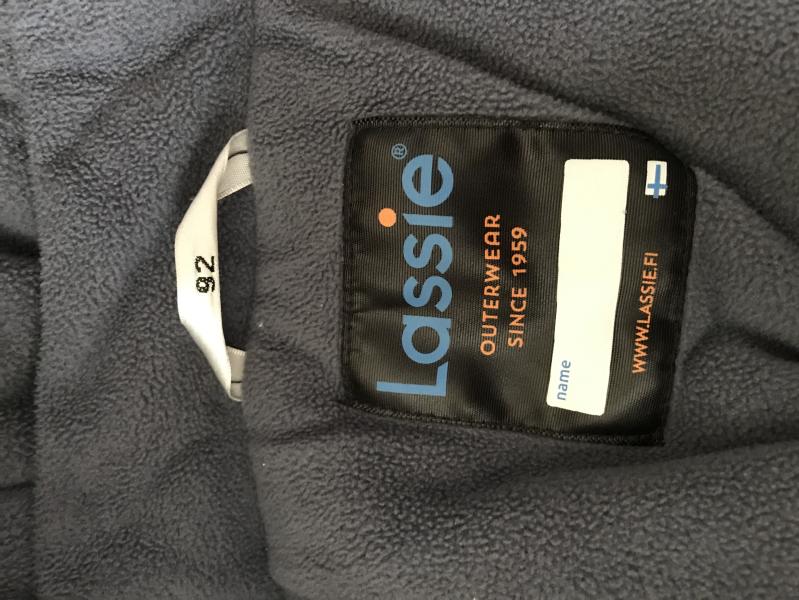 92
Lassie®
OUTERWEAR
SINCE 1959
name
WWW.LASSIE.FI